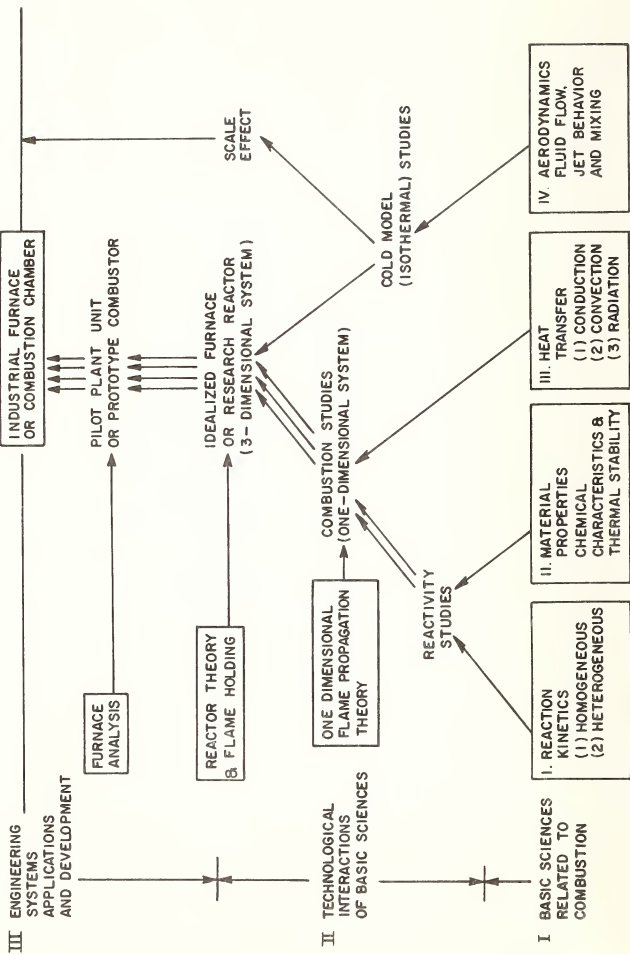 III ENGINEERING
SYSTEMS
APPLICATIONS
AND DEVELOPMENT
INDUSTRIAL FURNACE
OR COMBUSTION CHAMBER
FURNACE
ANALYSIS
PILOT PLANT UNIT
OR PROTOTYPE COMBUSTOR
REACTOR THEORY
& FLAME HOLDING
IDEALIZED FURNACE
OR RESEARCH REACTOR
(3- DIMENSIONAL SYSTEM)
SCALE
EFFECT
II TECHNOLOGICAL
INTERACTIONS
OF BASIC SCIENCES
ONE DIMENSIONAL
FLAME PROPAGATION
THEORY
COMBUSTION STUDIES
(ONE-DIMENSIONAL SYSTEM)
COLD MODEL
(ISOTHERMAL) STUDIES
REACTIVITY
STUDIES
I BASIC SCIENCES
RELATED TO
COMBUSTION
I. REACTION
KINETICS
(1) HOMOGENEOUS
(2) HETEROGENEOUS
II. MATERIAL
PROPERTIES
CHEMICAL
CHARACTERISTICS &
THERMAL STABILITY
III. HEAT
TRANSFER
(1) CONDUCTION
(2) CONVECTION
(3) RADIATION
IV. AERODYNAMICS
FLUID FLOW,
JET BEHAVIOR
AND MIXING